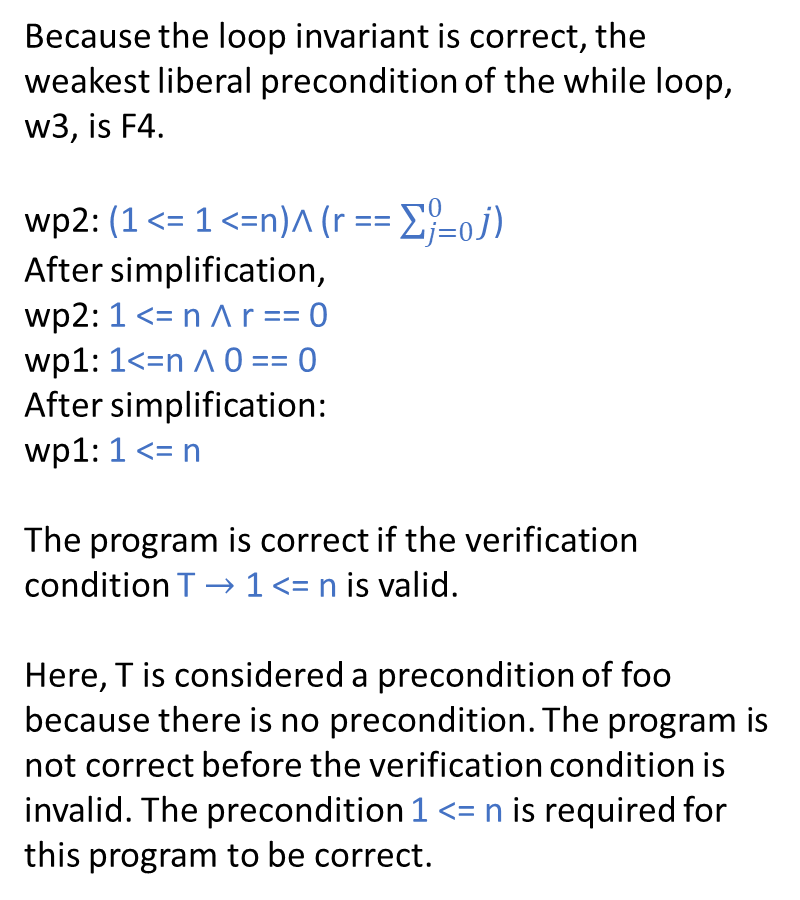 Because the loop invariant is correct, the
weakest liberal precondition of the while loop,
w3, is F4.
wp2: (1 <= 1 <=n)∧ (r == ∑_{j=0}^{0} j)
After simplification,
wp2: 1 <= n ∧ r == 0
wp1: 1<=n ∧ 0 == 0
After simplification:
wp1: 1 <= n
The program is correct if the verification
condition T → 1 <= n is valid.
Here, T is considered a precondition of foo
because there is no precondition. The program is
not correct before the verification condition is
invalid. The precondition 1 <= n is required for
this program to be correct.